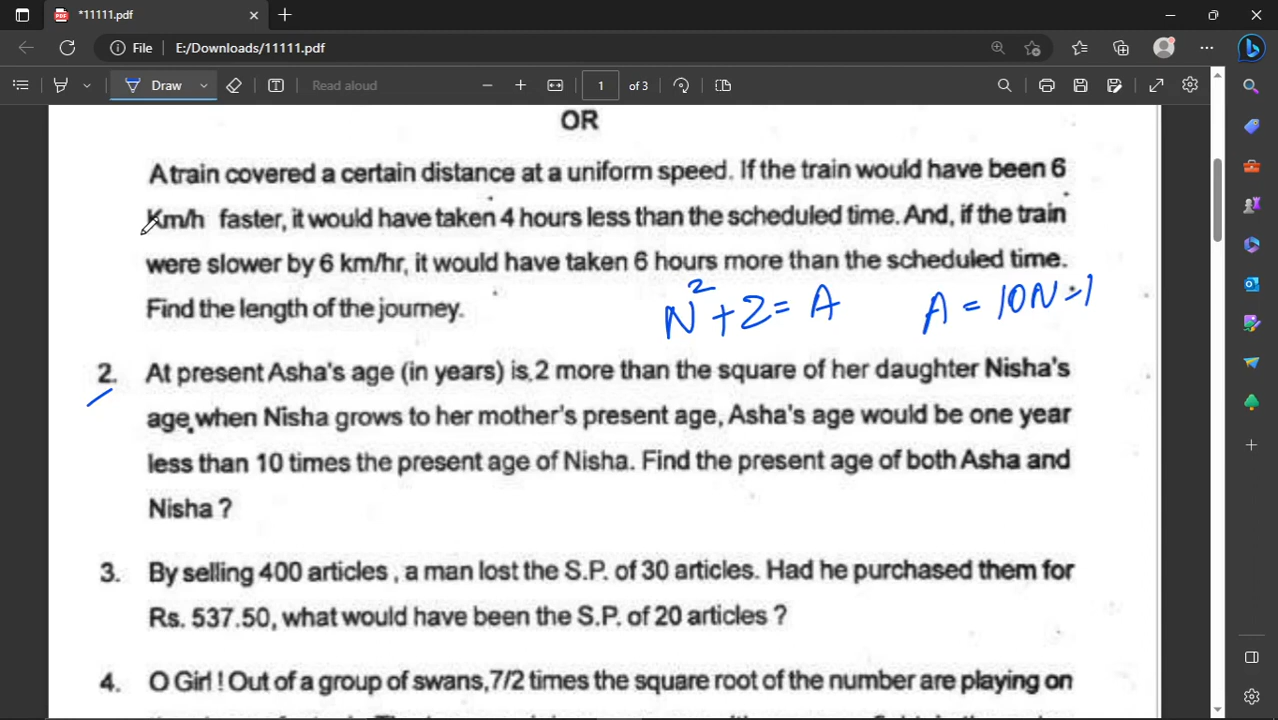 *11111.pdf
File E:/Downloads/11111.pdf
Draw Read aloud 1 of 3
OR
A train covered a certain distance at a uniform speed. If the train would have been 6
Km/h faster, it would have taken 4 hours less than the scheduled time. And, if the train
were slower by 6 km/hr, it would have taken 6 hours more than the scheduled time.
Find the length of the journey.
N² + 2 = A A = 10N - 1
2. At present Asha's age (in years) is 2 more than the square of her daughter Nisha's
age when Nisha grows to her mother's present age, Asha's age would be one year
less than 10 times the present age of Nisha. Find the present age of both Asha and
Nisha ?
3. By selling 400 articles , a man lost the S.P. of 30 articles. Had he purchased them for
Rs. 537.50, what would have been the S.P. of 20 articles ?
4. O Girl ! Out of a group of swans, 7/2 times the square root of the number are playing on